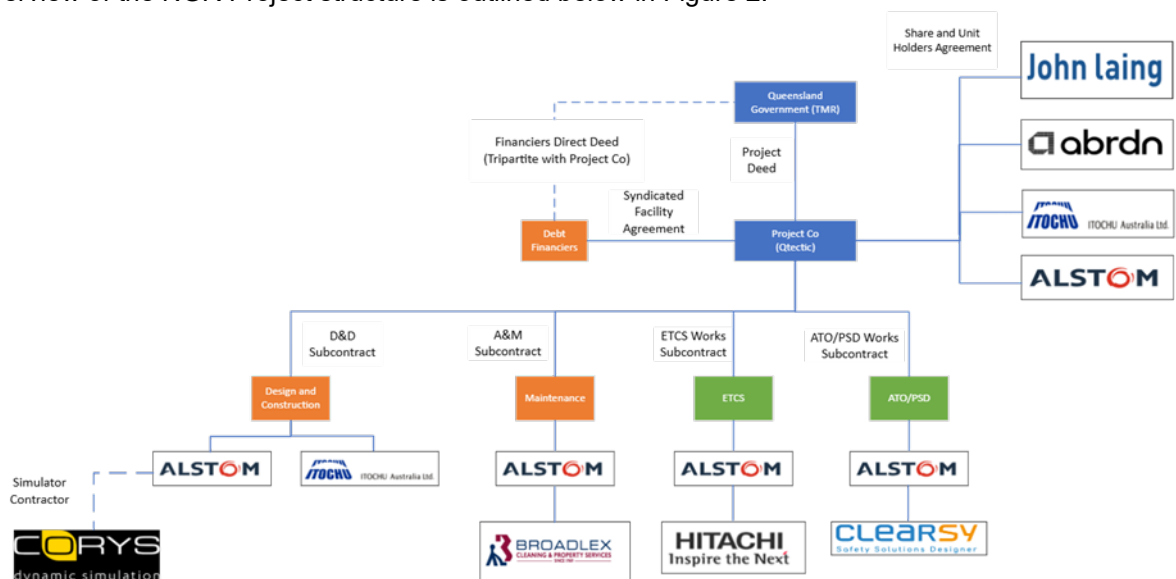 Share and Unit
Holders Agreement
John laing
Queensland
Government (TMR)
abrdn
Financiers Direct Deed
(Tripartite with Project Co)
Project
Deed
Syndicated
Facility
Agreement
ITOCHU ITOCHU Australia Ltd.
Debt
Financiers
Project Co
(Qtectic)
ALSTOM
D&D
Subcontract
A&M
Subcontract
ETCS Works
Subcontract
ATO/PSD Works
Subcontract
Design and
Construction
Maintenance
ETCS
ATO/PSD
ALSTOM
ITOCHU ITOCHU Australia Ltd.
ALSTOM
ALSTOM
ALSTOM
Simulator
Contractor
CORYS
dynamic simulation
BROADLEX
CLEANING & PROPERTY SERVICES
HITACHI
Inspire the Next
CLEARSY
Safety Solutions Designer